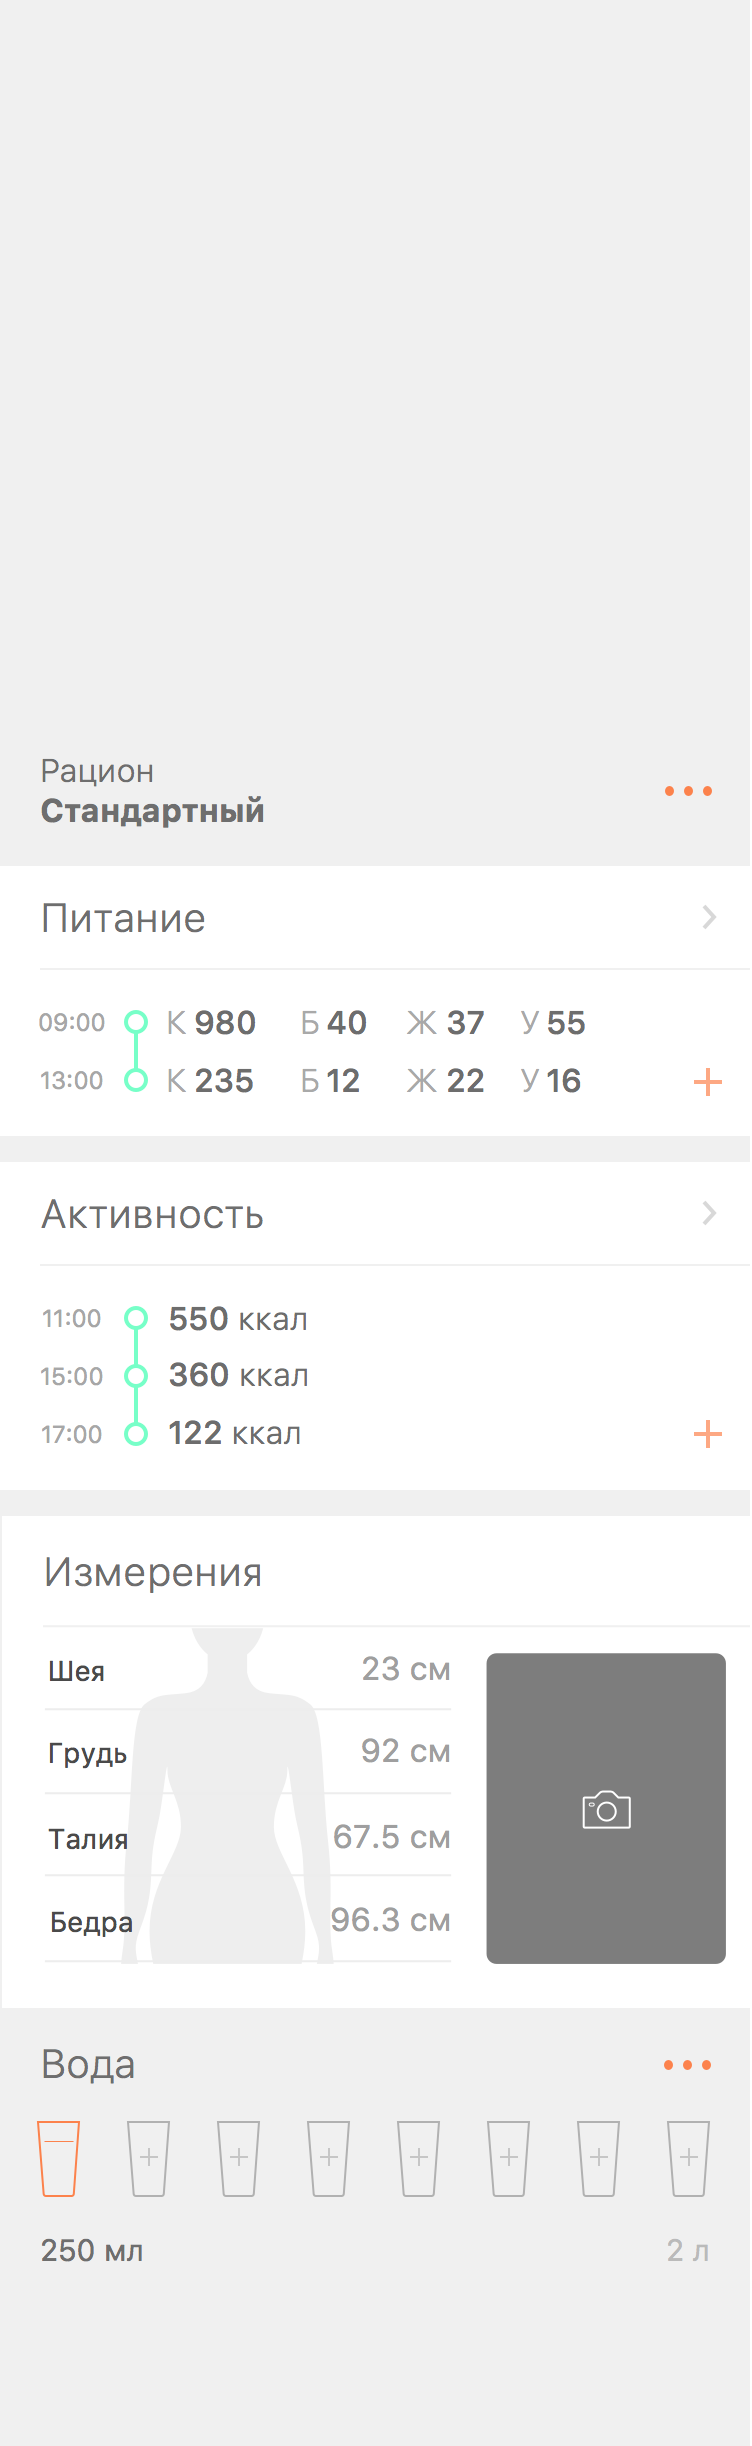 Рацион
Стандартный
Питание
09:00 К 980 Б 40 Ж 37 У 55
13:00 К 235 Б 12 Ж 22 У 16
Активность
11:00 550 ккал
15:00 360 ккал
17:00 122 ккал
Измерения
Шея 23 см
Грудь 92 см
Талия 67.5 см
Бедра 96.3 см
Вода
250 мл 2 л